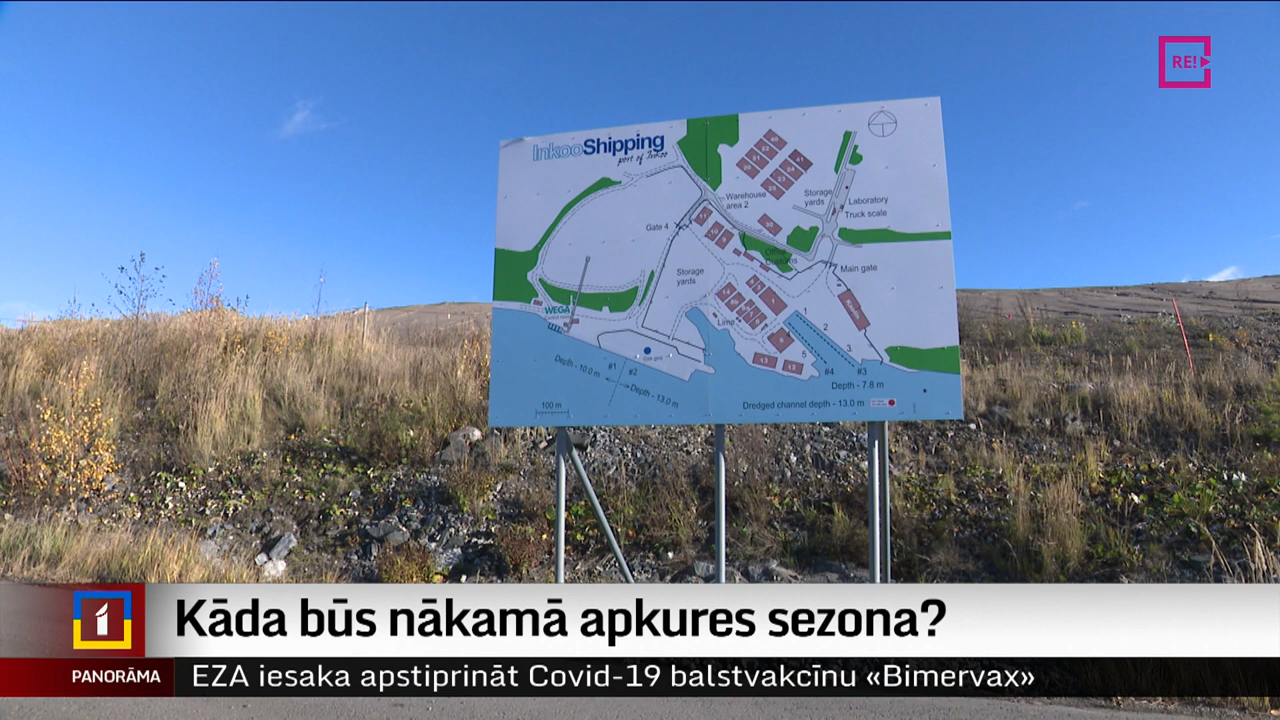 RE!
InkooShipping
port of Inkoo
Warehouse
area 2
Storage
yards
Laboratory
Truck scale
Gate 4
Main gate
Storage
yards
WEGA
Lime
1
2
3
5
#4
#3
#1
#2
Depth - 10.0 m
Depth - 13.0 m
Depth - 7.8 m
Dredged channel depth - 13.0 m
100 m
1
Kāda būs nākamā apkures sezona?
PANORĀMA
EZA iesaka apstiprināt Covid-19 balstvakcīnu «Bimervax»